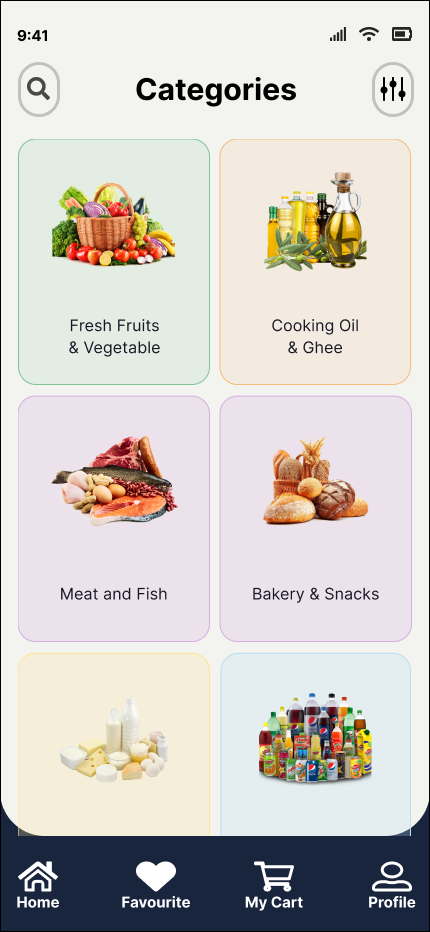 9:41
Categories
Fresh Fruits
& Vegetable
Cooking Oil
& Ghee
Meat and Fish
Bakery & Snacks
Home
Favourite
My Cart
Profile